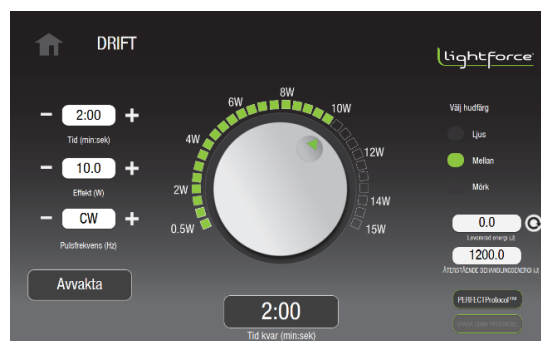 DRIFT
lightforce
− 2:00 +
Tid (min:sek)
− 10.0 +
Effekt (W)
− CW +
Pulsfrekvens (Hz)
Avvakta
0.5W
2W
4W
6W
8W
10W
12W
14W
15W
2:00
Tid kvar (min:sek)
Välj hudfärg
Ljus
Mellan
Mörk
0.0
Levererad energi (J)
1200.0
ÅTERSTÅENDE BEHANDLINGSENERGI (J)
PERFECTProtocol™